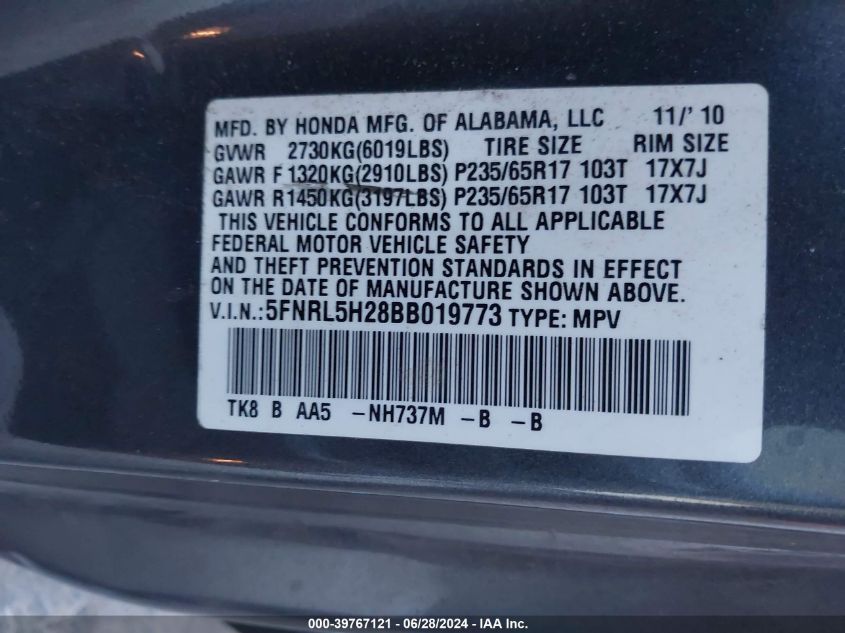 MFD. BY HONDA MFG. OF ALABAMA, LLC 11/' 10
GVWR 2730KG(6019LBS) TIRE SIZE RIM SIZE
GAWR F1320KG(2910LBS) P235/65R17 103T 17X7J
GAWR R1450KG(3197LBS) P235/65R17 103T 17X7J
THIS VEHICLE CONFORMS TO ALL APPLICABLE
FEDERAL MOTOR VEHICLE SAFETY
AND THEFT PREVENTION STANDARDS IN EFFECT
ON THE DATE OF MANUFACTURE SHOWN ABOVE.
V.I.N.:5FNRL5H28BB019773 TYPE: MPV
TK8 B AA5 -NH737M -B -B
000-39767121 - 06/28/2024 - IAA Inc.